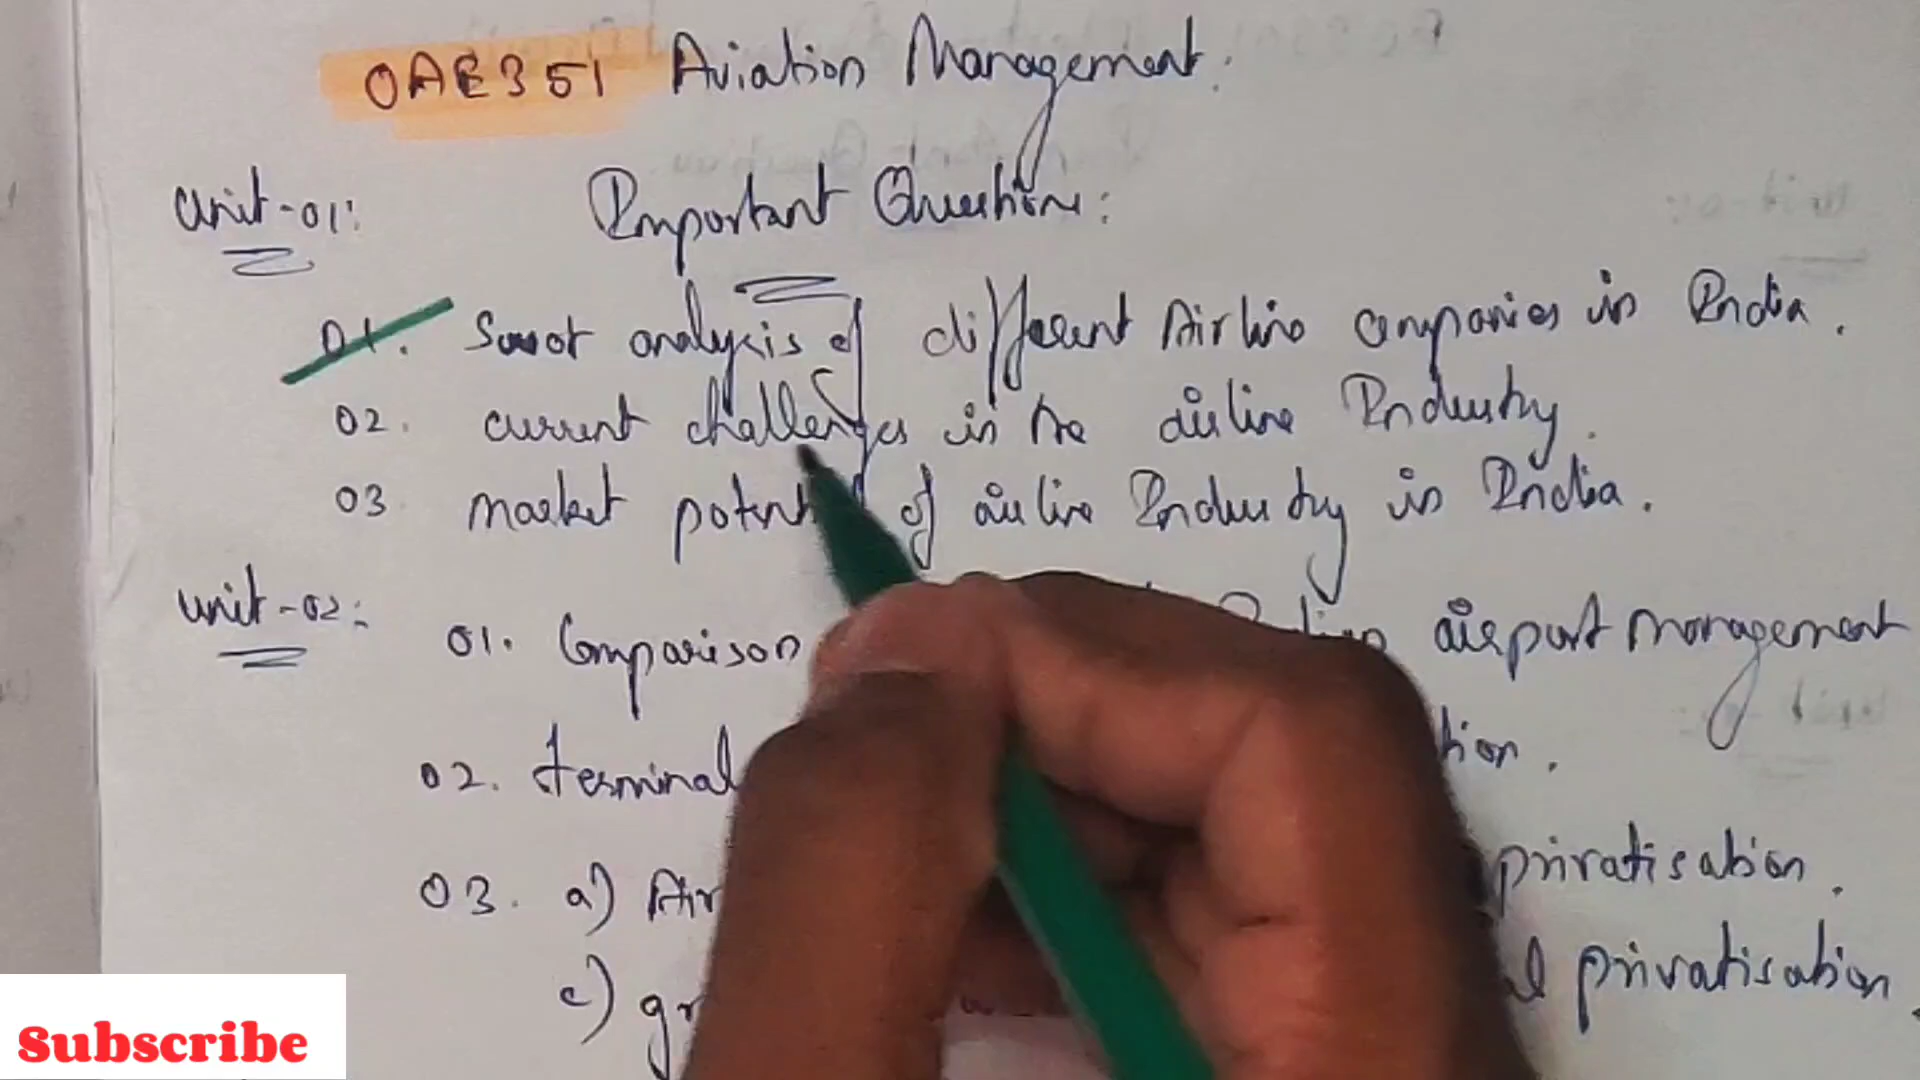 OAE351 Aviation Management.
Unit-01:
Important Questions:
01. Swot analysis of different Airline companies in India.
02. current challenges in the airline Industry.
03 market of airline Industry in India.
unit-02:
01. Comparison airport management
02. terminal
03. a) Air privatisation.
c) privatisation.
Subscribe